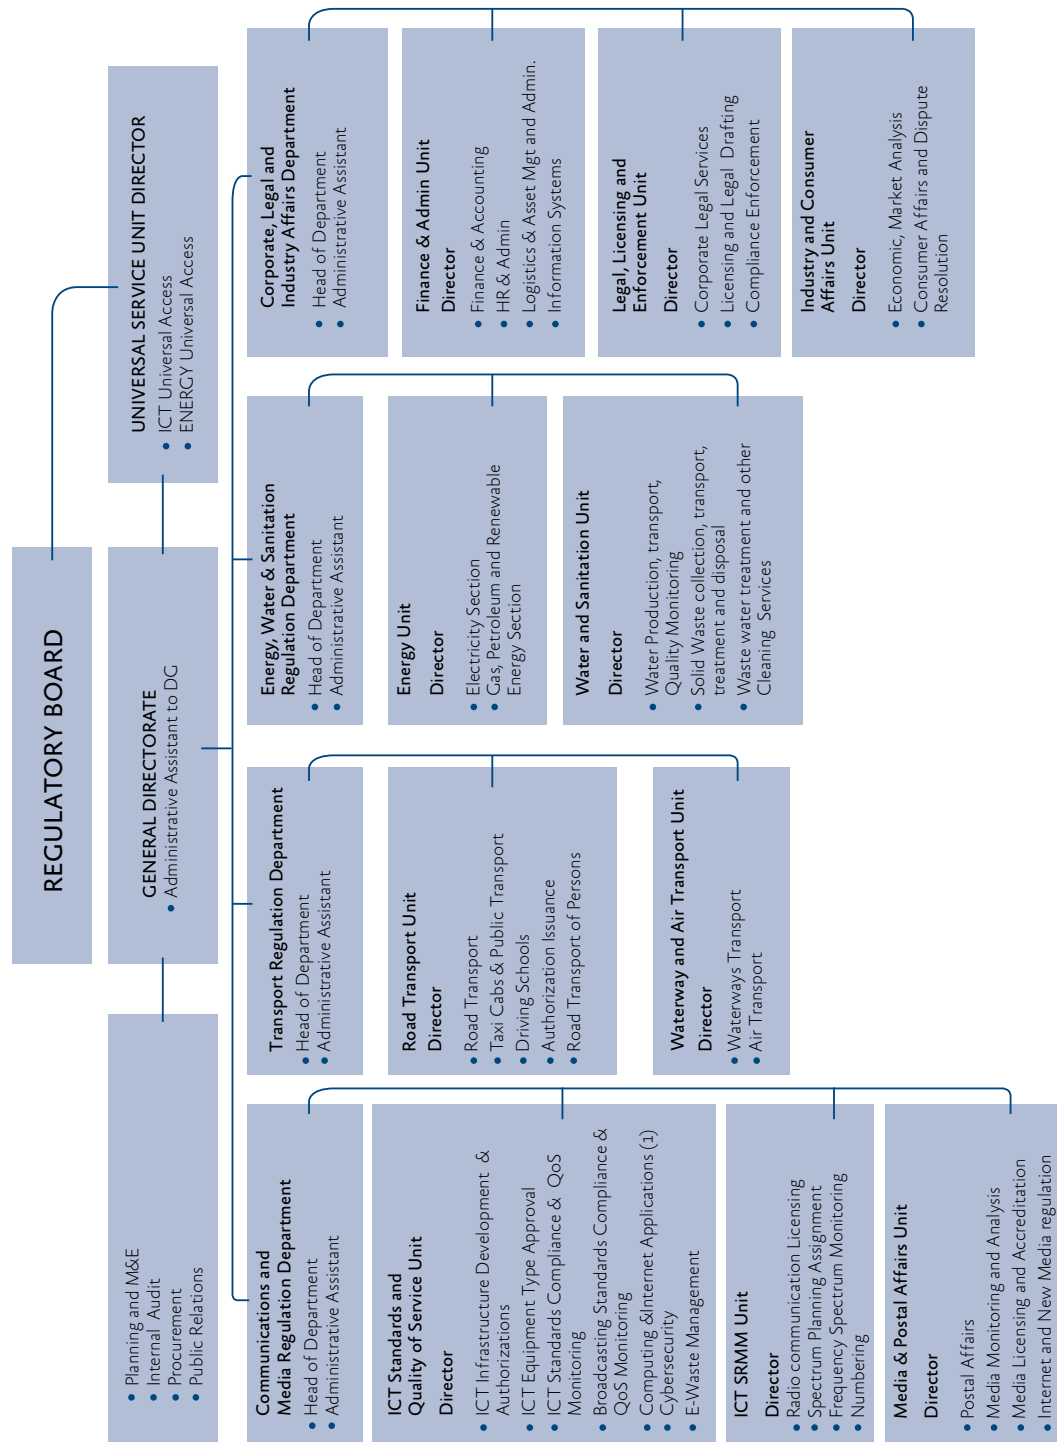 REGULATORY BOARD
GENERAL DIRECTORATE
• Administrative Assistant to DG
UNIVERSAL SERVICE UNIT DIRECTOR
• ICT Universal Access
• ENERGY Universal Access
• Planning and M&E
• Internal Audit
• Procurement
• Public Relations
Communications and
Media Regulation Department
• Head of Department
• Administrative Assistant
ICT Standards and
Quality of Service Unit
Director
• ICT Infrastructure Development &
Authorizations
• ICT Equipment Type Approval
• ICT Standards Compliance & QoS
Monitoring
• Broadcasting Standards Compliance &
QoS Monitoring
• Computing &Internet Applications (1)
• Cybersecurity
• E-Waste Management
ICT SRMM Unit
Director
• Radio communication Licensing
• Spectrum Planning Assignment
• Frequency Spectrum Monitoring
• Numbering
Media & Postal Affairs Unit
Director
• Postal Affairs
• Media Monitoring and Analysis
• Media Licensing and Accreditation
• Internet and New Media regulation
Transport Regulation Department
• Head of Department
• Administrative Assistant
Road Transport Unit
Director
• Road Transport
• Taxi Cabs & Public Transport
• Driving Schools
• Authorization Issuance
• Road Transport of Persons
Waterway and Air Transport Unit
Director
• Waterways Transport
• Air Transport
Energy, Water & Sanitation
Regulation Department
• Head of Department
• Administrative Assistant
Energy Unit
Director
• Electricity Section
• Gas, Petroleum and Renewable
Energy Section
Water and Sanitation Unit
Director
• Water Production, transport,
Quality Monitoring
• Solid Waste collection, transport,
treatment and disposal
• Waste water treatment and other
Cleaning Services
Corporate, Legal and
Industry Affairs Department
• Head of Department
• Administrative Assistant
Finance & Admin Unit
Director
• Finance & Accounting
• HR & Admin
• Logistics & Asset Mgt and Admin.
• Information Systems
Legal, Licensing and
Enforcement Unit
Director
• Corporate Legal Services
• Licensing and Legal Drafting
• Compliance Enforcement
Industry and Consumer
Affairs Unit
Director
• Economic, Market Analysis
• Consumer Affairs and Dispute
Resolution